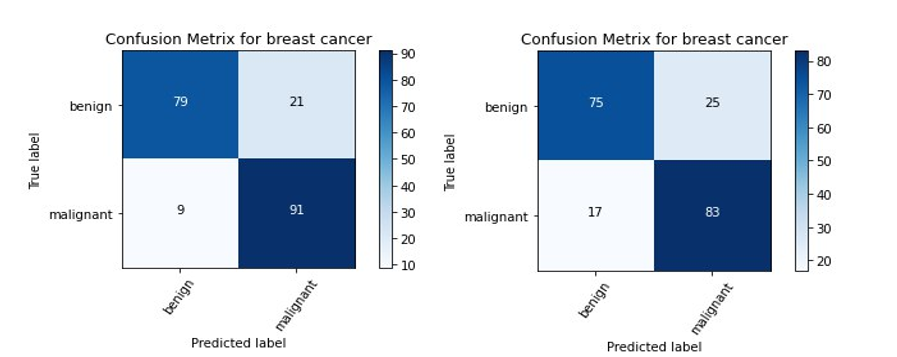 Confusion Metrix for breast cancer
True label
benign
malignant
79 21
9 91
benign malignant
Predicted label
90
80
70
60
50
40
30
20
10
Confusion Metrix for breast cancer
True label
benign
malignant
75 25
17 83
benign malignant
Predicted label
80
70
60
50
40
30
20